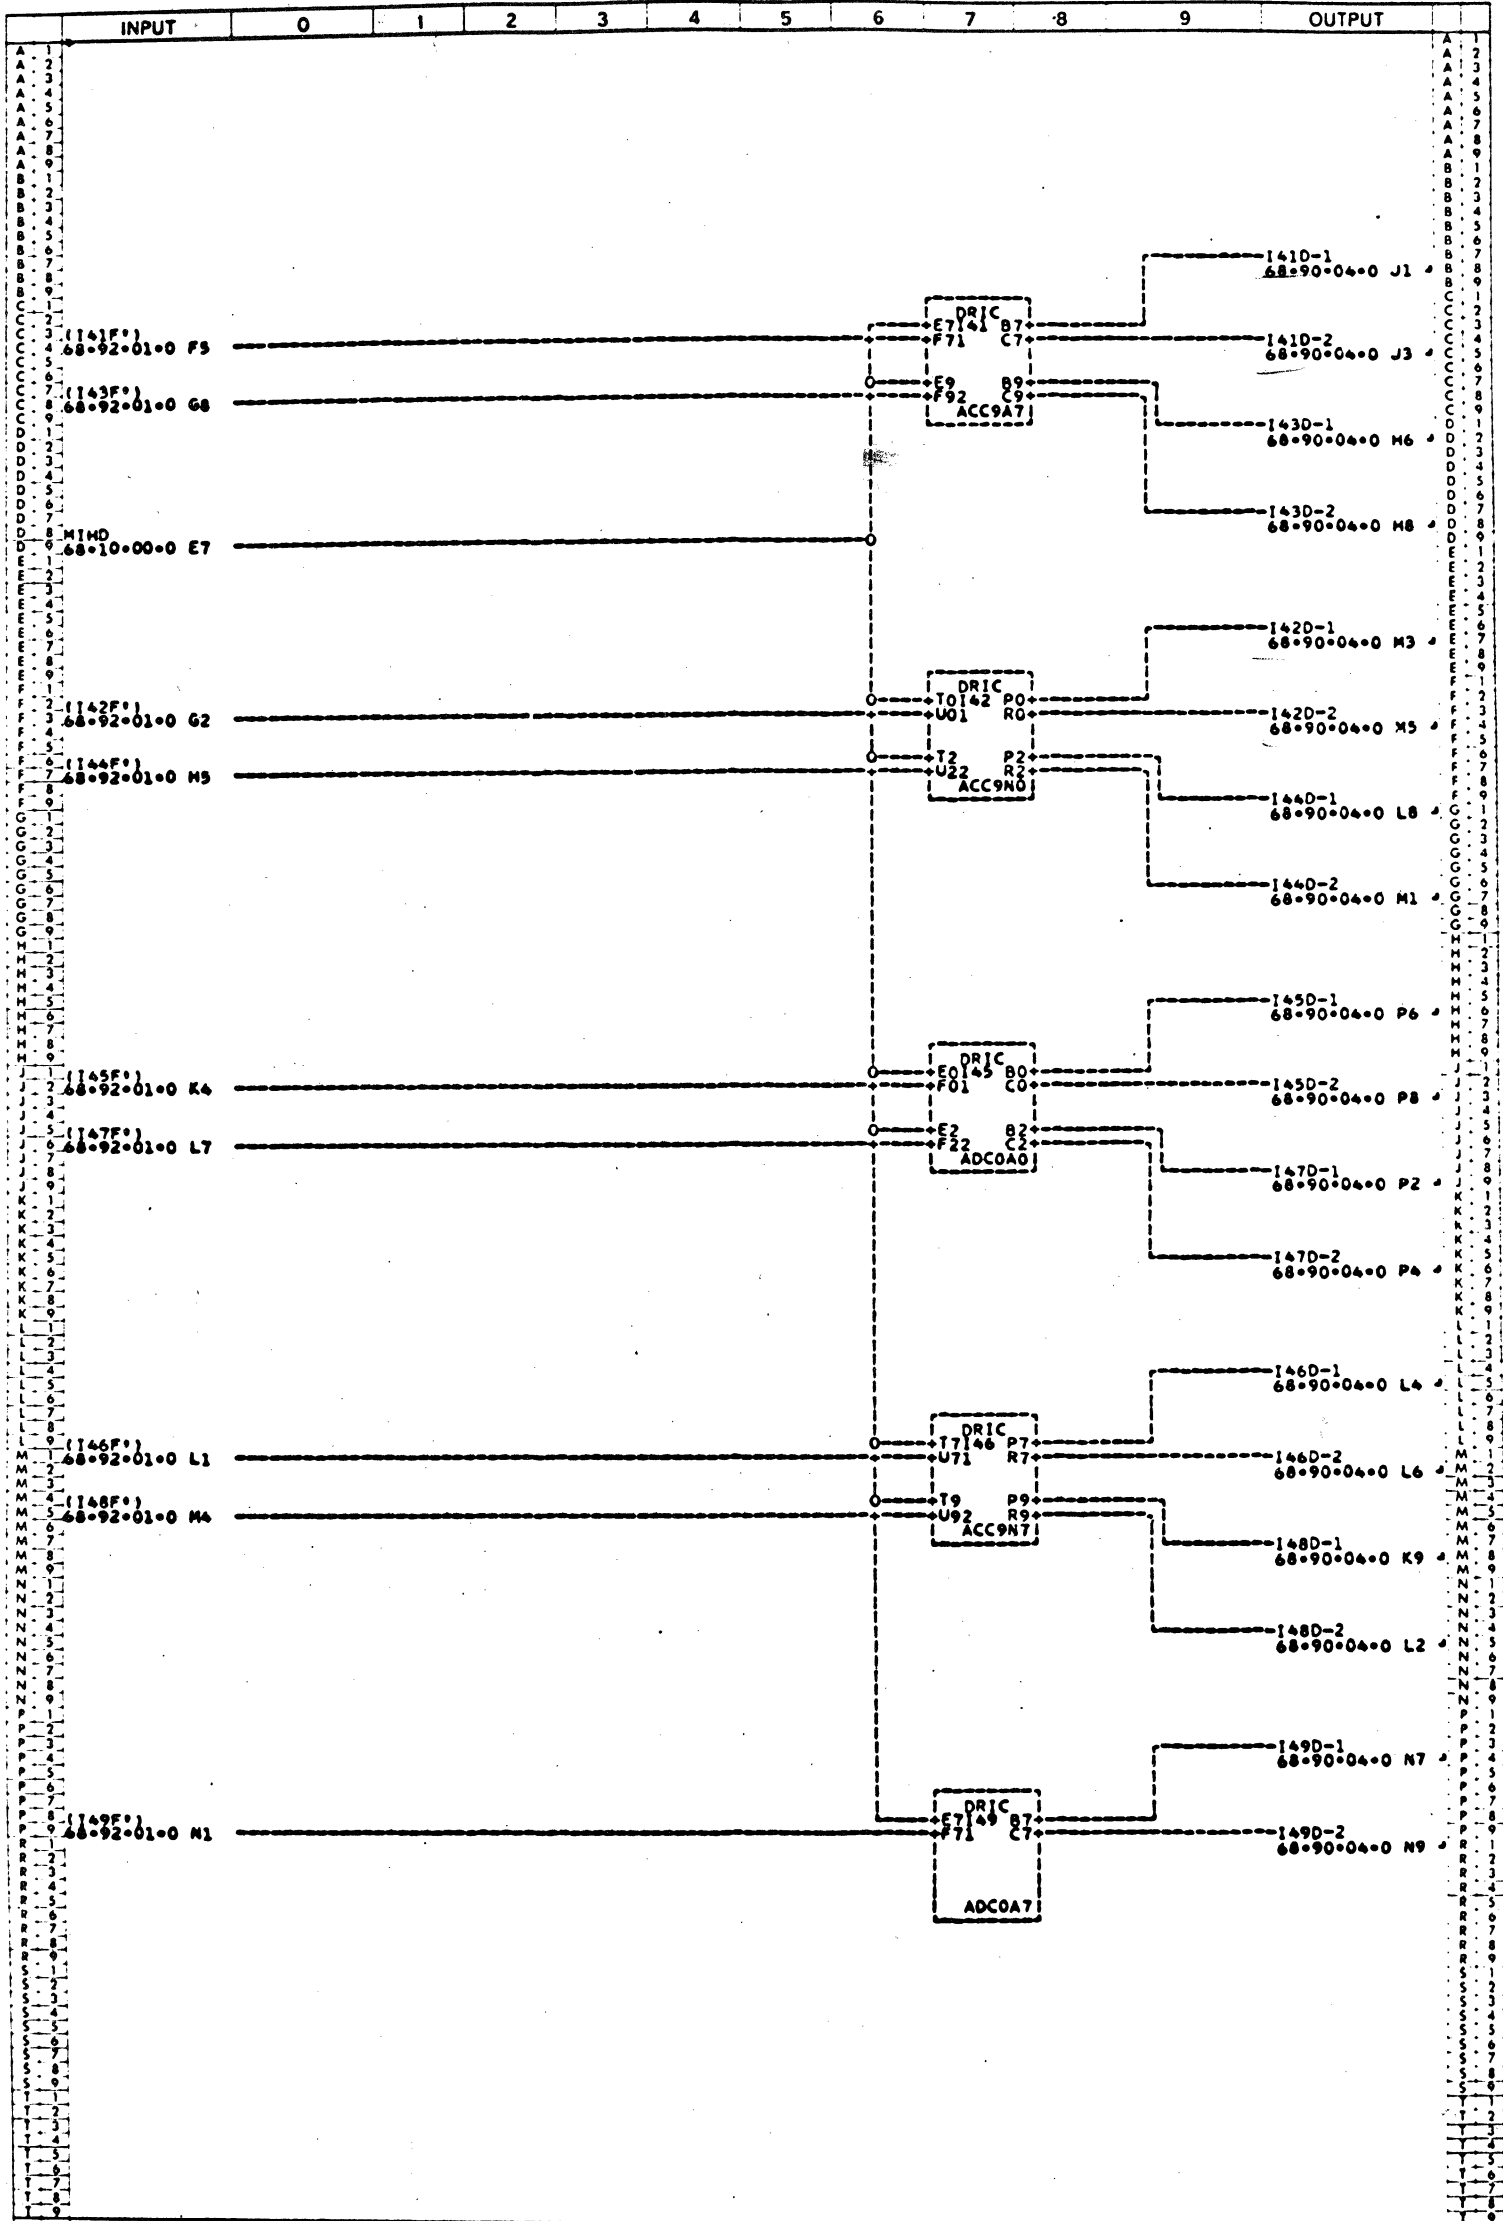 INPUT 0 1 2 3 4 5 6 7 8 9 OUTPUT
I41D-1
68•90•04•0 J1
DRIC
(I41F')
E7I41 B7
68•92•01•0 F5
F71 C7
I41D-2
68•90•04•0 J3
(I43F')
E9 B9
68•92•01•0 G8
F92 C9
ACC9A7
I43D-1
68•90•04•0 H6
I43D-2
68•90•04•0 H8
MIHD
68•10•00•0 E7
I42D-1
68•90•04•0 M3
DRIC
(I42F')
T0I42 P0
68•92•01•0 G2
U01 R0
I42D-2
68•90•04•0 M5
(I44F')
T2 P2
68•92•01•0 H5
U22 R2
ACC9N0
I44D-1
68•90•04•0 L8
I44D-2
68•90•04•0 M1
I45D-1
68•90•04•0 P6
DRIC
(I45F')
E0I45 B0
68•92•01•0 K4
F01 C0
I45D-2
68•90•04•0 P8
(I47F')
E2 B2
68•92•01•0 L7
F22 C2
ADC0A0
I47D-1
68•90•04•0 P2
I47D-2
68•90•04•0 P4
I46D-1
68•90•04•0 L4
DRIC
(I46F')
T7I46 P7
68•92•01•0 L1
U71 R7
I46D-2
68•90•04•0 L6
(I48F')
T9 P9
68•92•01•0 M4
U92 R9
ACC9N7
I48D-1
68•90•04•0 K9
I48D-2
68•90•04•0 L2
I49D-1
68•90•04•0 N7
DRIC
(I49F')
E7I49 B7
68•92•01•0 N1
F71 C7
I49D-2
68•90•04•0 N9
ADC0A7